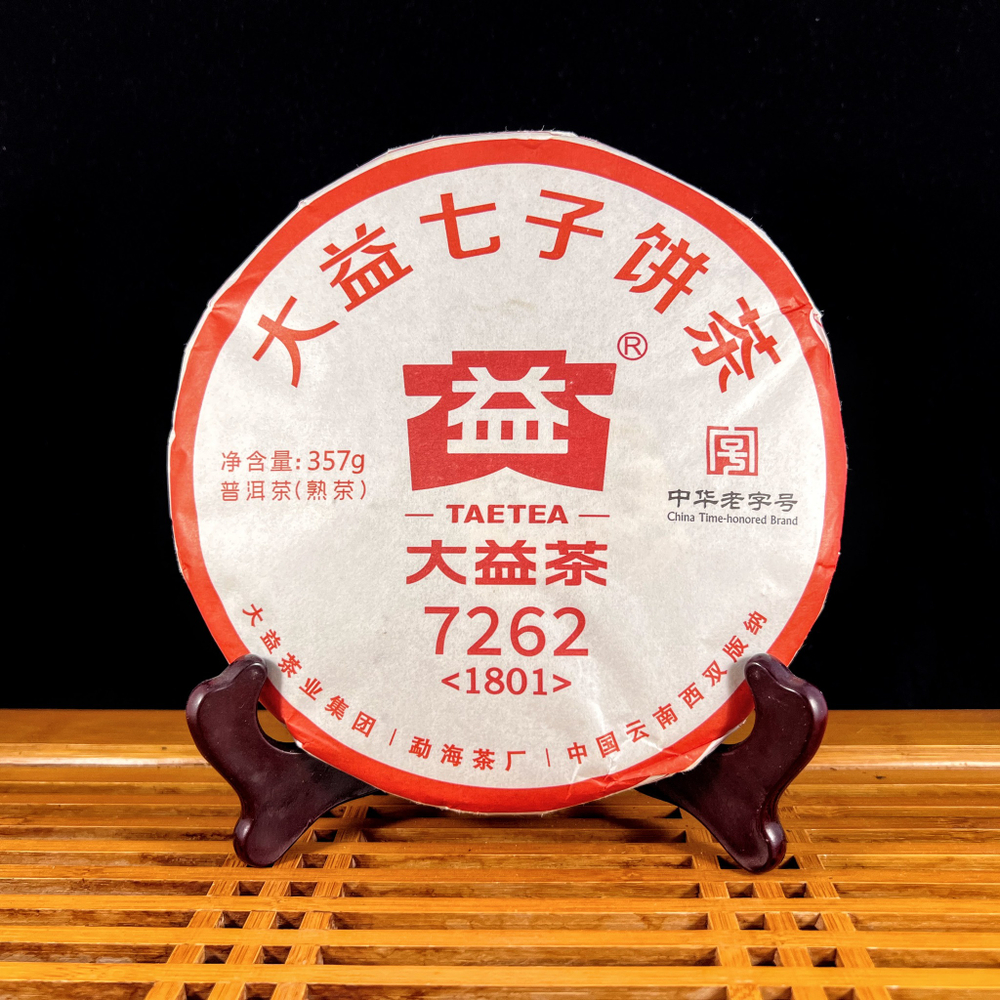 大益七子饼茶
益
®
净含量:357g
普洱茶(熟茶)
号
中华老字号
China Time-honored Brand
TAETEA
大益茶
7262
<1801>
大益茶业集团|勐海茶厂|中国云南西双版纳